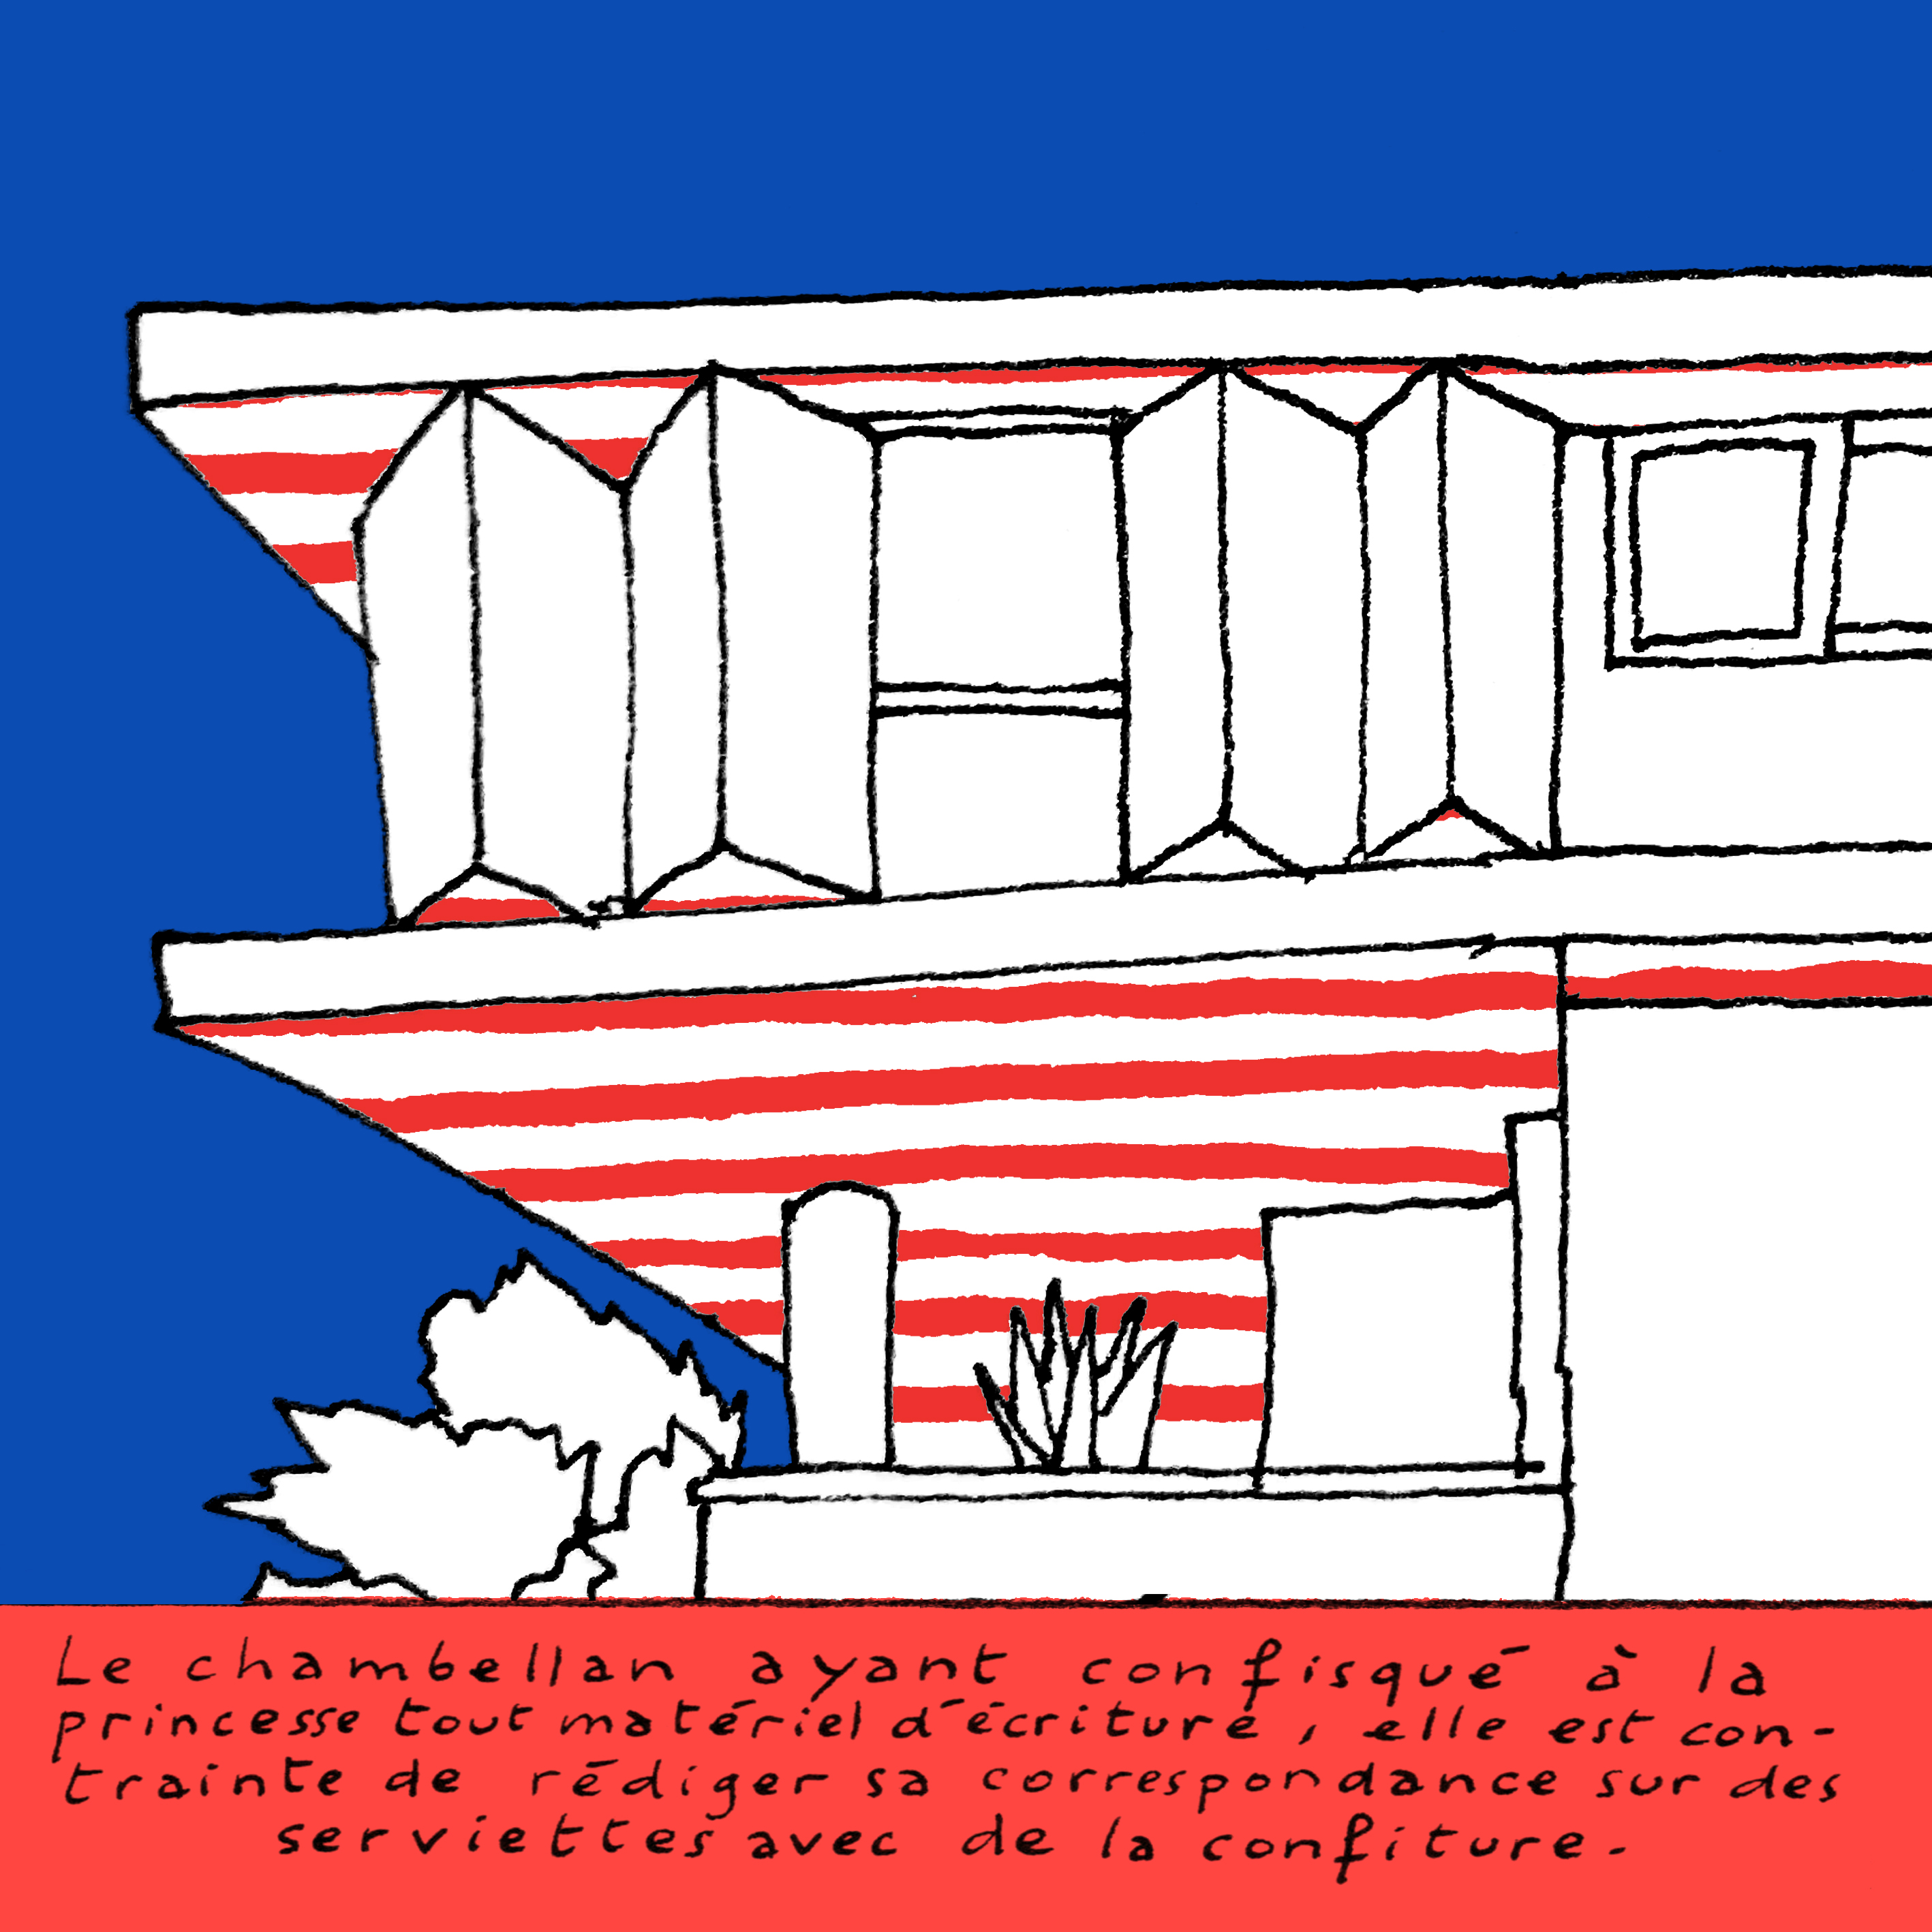 Le chambellan ayant confisqué à la
princesse tout matériel d'écriture, elle est con-
trainte de rédiger sa correspondance sur des
serviettes avec de la confiture.